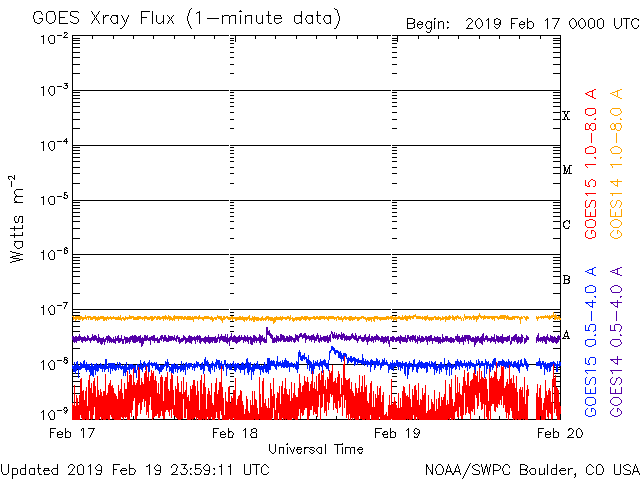 GOES Xray Flux (1-minute data)
Begin: 2019 Feb 17 0000 UTC
10⁻²
10⁻³
10⁻⁴
10⁻⁵
10⁻⁶
10⁻⁷
10⁻⁸
10⁻⁹
Watts m⁻²
X
M
C
B
A
GOES15 1.0-8.0 A
GOES14 1.0-8.0 A
GOES15 0.5-4.0 A
GOES14 0.5-4.0 A
Feb 17
Feb 18
Feb 19
Feb 20
Universal Time
Updated 2019 Feb 19 23:59:11 UTC
NOAA/SWPC Boulder, CO USA